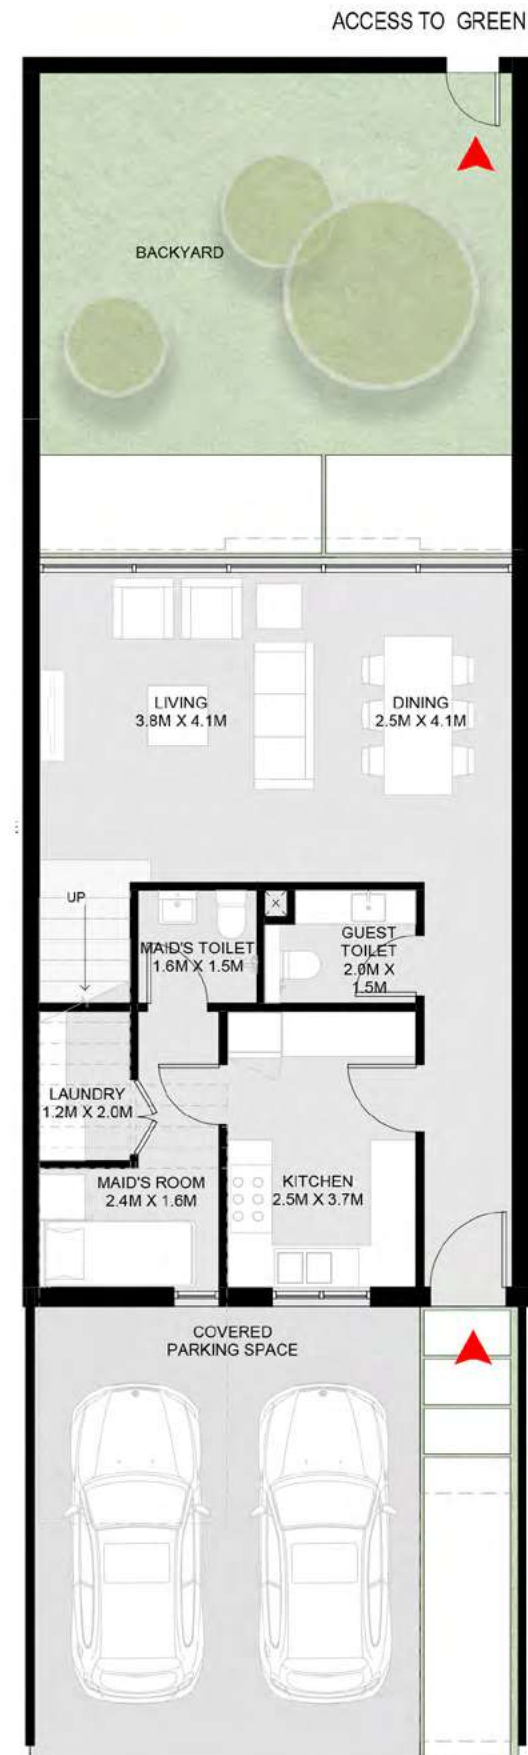 ACCESS TO GREEN
BACKYARD
LIVING
3.8M X 4.1M
DINING
2.5M X 4.1M
UP
MAID'S TOILET
1.6M X 1.5M
GUEST
TOILET
2.0M X
1.5M
LAUNDRY
1.2M X 2.0M
MAID'S ROOM
2.4M X 1.6M
KITCHEN
2.5M X 3.7M
COVERED
PARKING SPACE